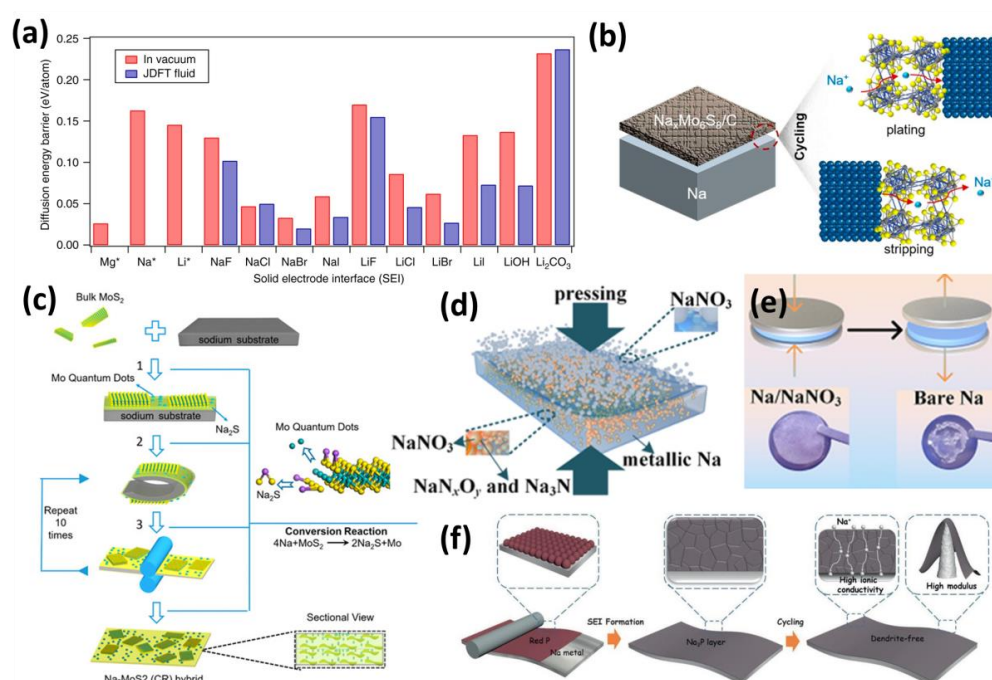 (a)
0.25
0.20
0.15
0.10
0.05
0.00
Diffusion energy barrier (eV/atom)
In vacuum
JDFT fluid
Mg* Na* Li* NaF NaCl NaBr NaI LiF LiCl LiBr LiI LiOH Li₂CO₃
Solid electrode interface (SEI)
(b)
NaₓMo₆S₈/C
Na
Cycling
Na⁺
plating
Na⁺
stripping
(c)
Bulk MoS₂
sodium substrate
1
Mo Quantum Dots
sodium substrate
Na₂S
2
Repeat
10
times
3
Mo Quantum Dots
Na₂S
Conversion Reaction
4Na+MoS₂ → 2Na₂S+Mo
Sectional View
Na-MoS2 (CR) hybrid
(d)
pressing
NaNO₃
NaNO₃
metallic Na
NaNₓOᵧ and Na₃N
(e)
Na/NaNO₃
Bare Na
(f)
Red P
Na metal
SEI Formation
Na₃P layer
Cycling
Na⁺
High ionic
conductivity
High modulus
Dendrite-free